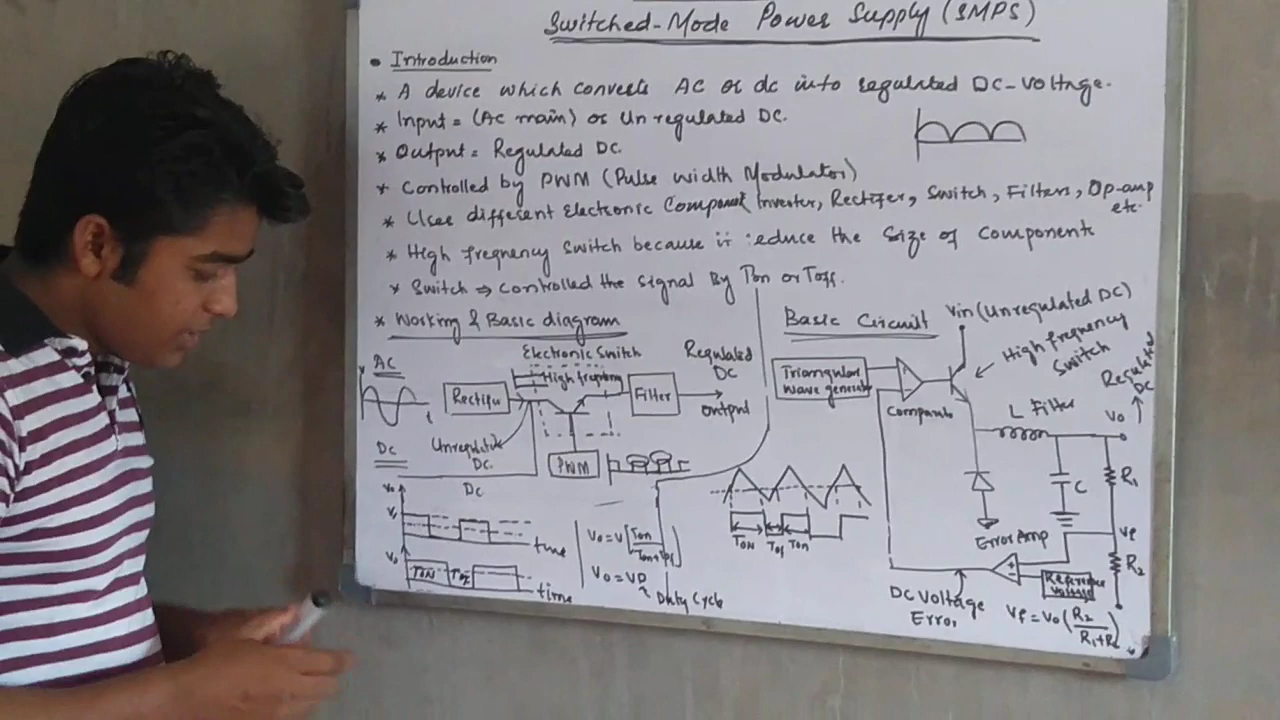 Switched-Mode Power Supply (SMPS)
• Introduction
* A device which converts AC or dc into regulated DC-voltage.
* Input = (AC main) or Unregulated DC.
* Output = Regulated DC
* Controlled by PWM (Pulse width Modulator)
* Uses different Electronic Component Inverter, Rectifer, Switch, Filters, Op-amp etc.
* High frequency switch because it reduce the Size of Components
* Switch ⇒ Controlled the signal By Ton or Toff.
* Working & Basic diagram
AC
t
DC
Rectifier
Unregulated DC.
Electronic Switch
High frequency
PWM
Filter
Regulated DC
output
DC
Vo
V1
time
Vo
TON
Toff
time
Vo = V [Ton / Ton+Toff]
Vo = VD
Duty Cycle
Basic Circuit
Vin (Unregulated DC)
High frequency Switch
Triangular wave generator
Comparato
L Filter
Regulated DC
Vo
C
R1
Vf
R2
Error Amp
Reference Voltage
DC Voltage Error
Vf = Vo (R2 / R1+R2)
TON
Toff
Ton